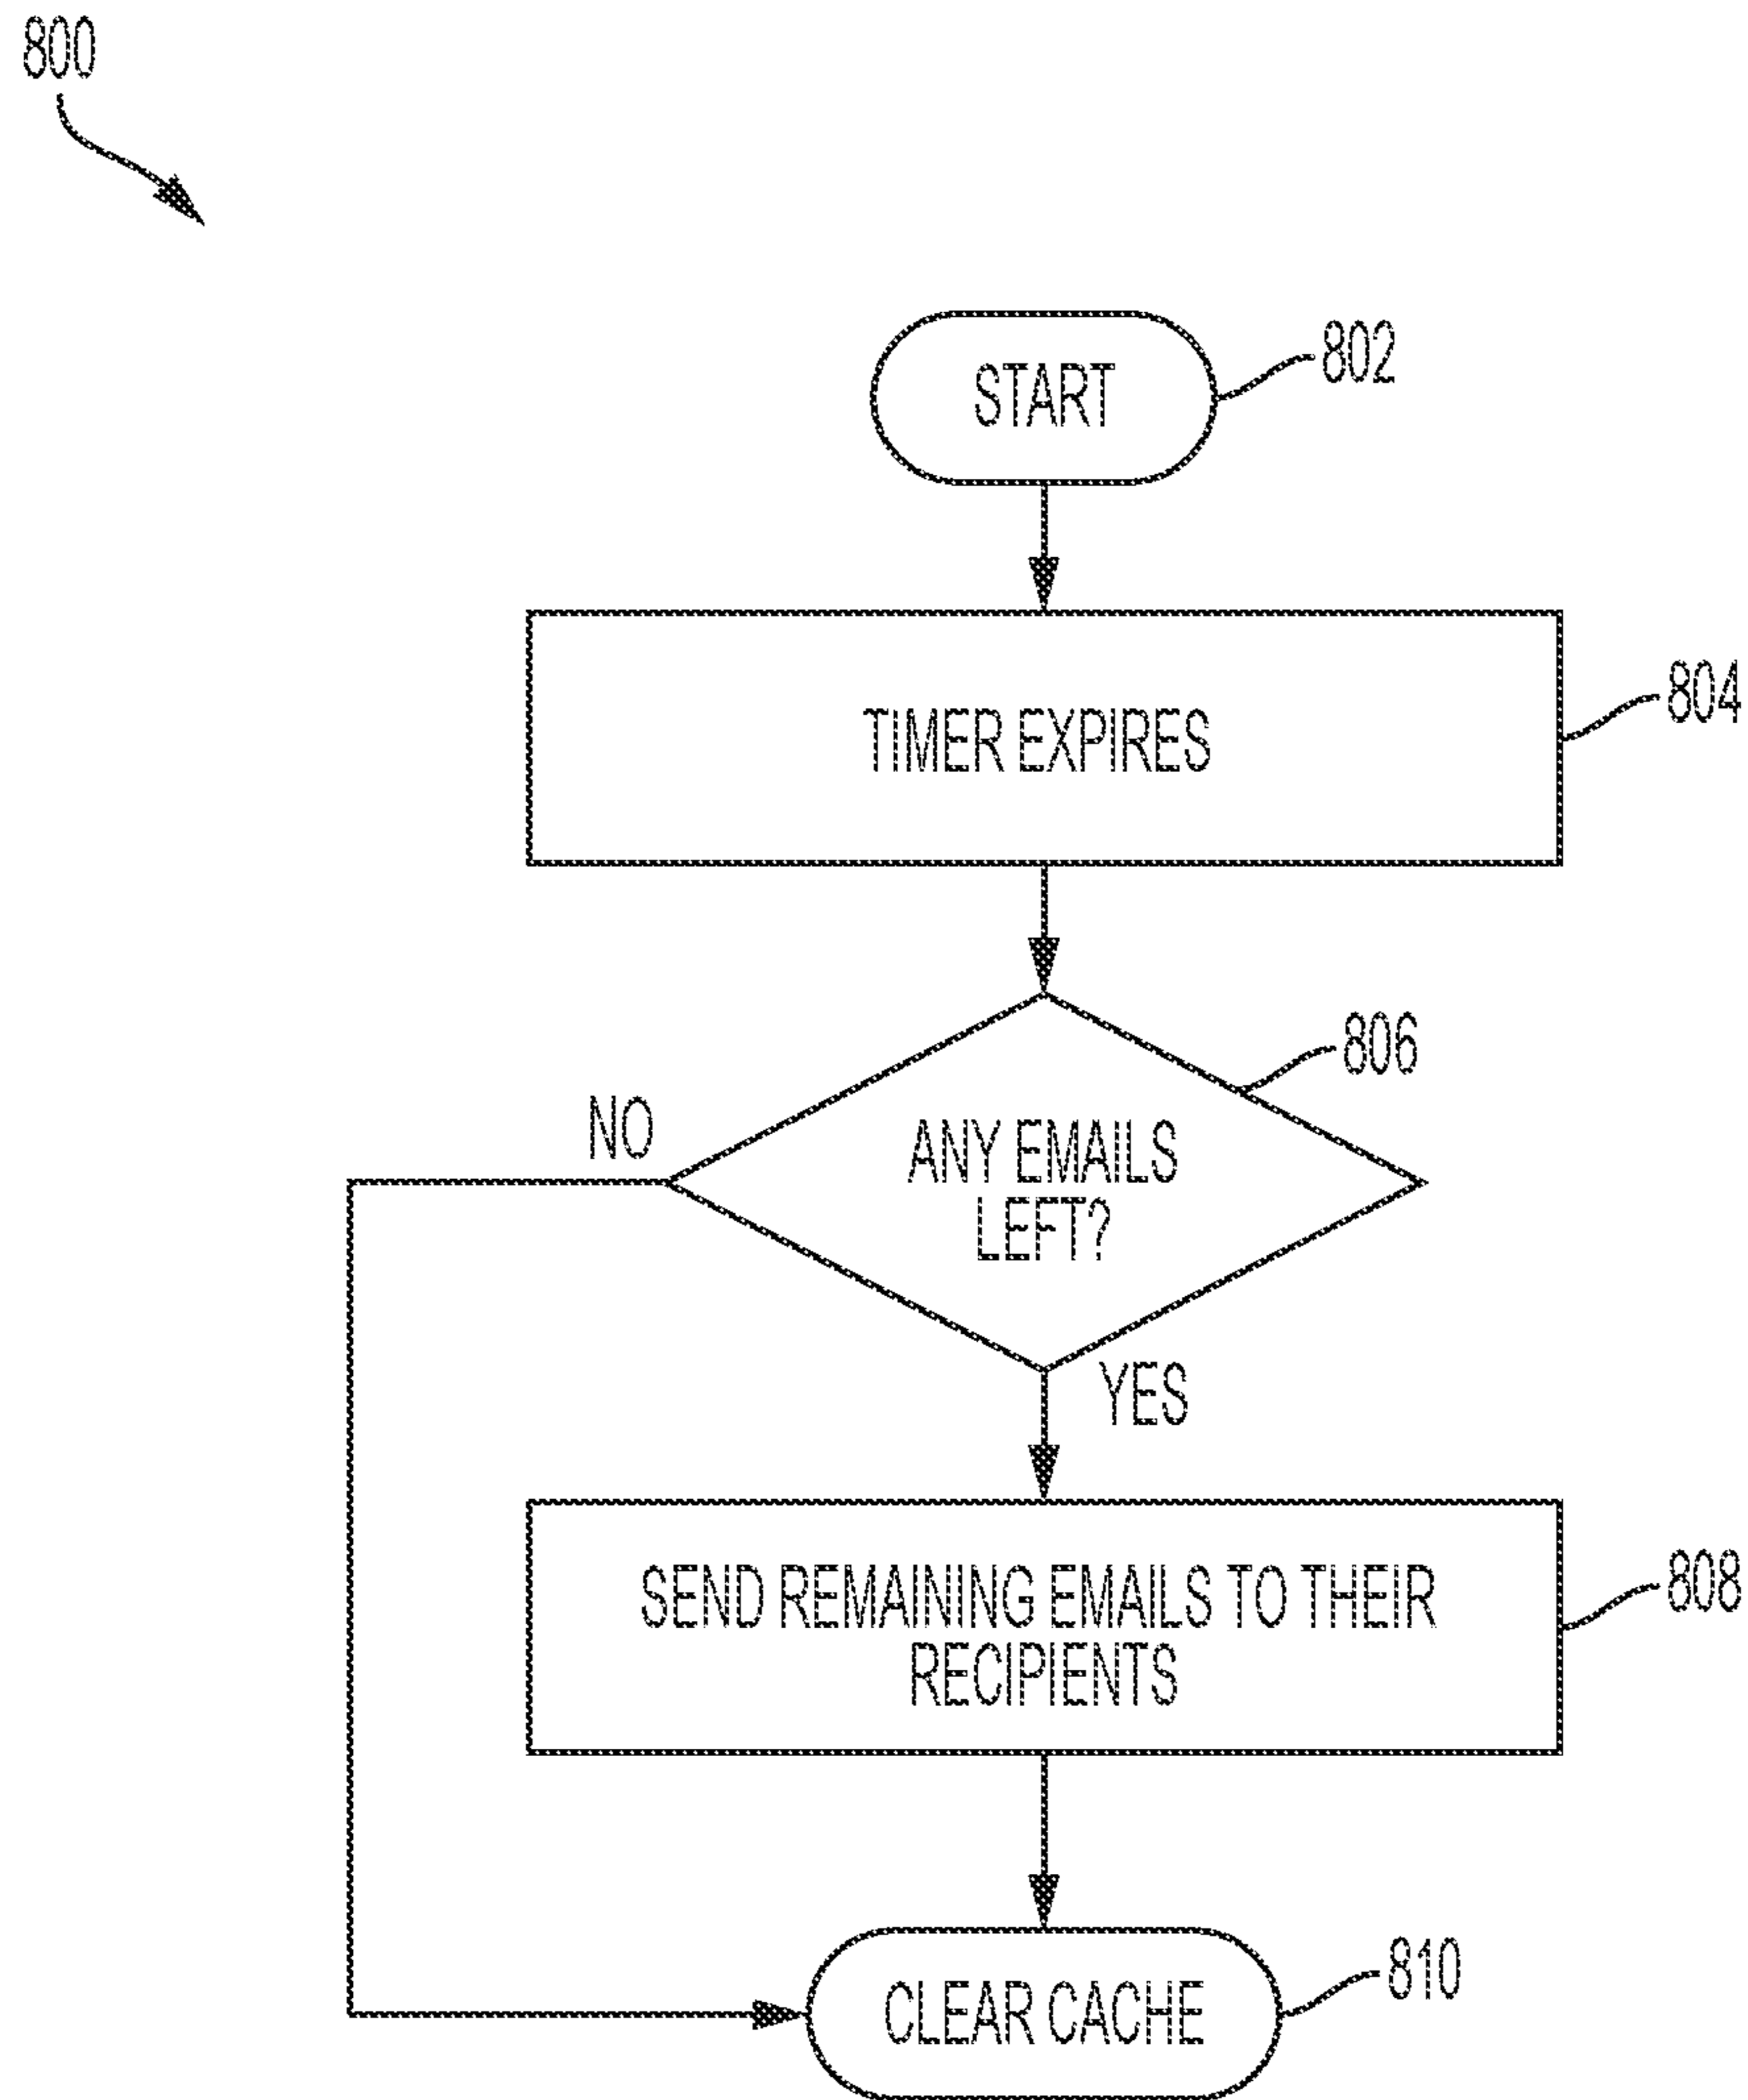 800
START
802
TIMER EXPIRES
804
806
NO
ANY EMAILS
LEFT?
YES
SEND REMAINING EMAILS TO THEIR
RECIPIENTS
808
CLEAR CACHE
810